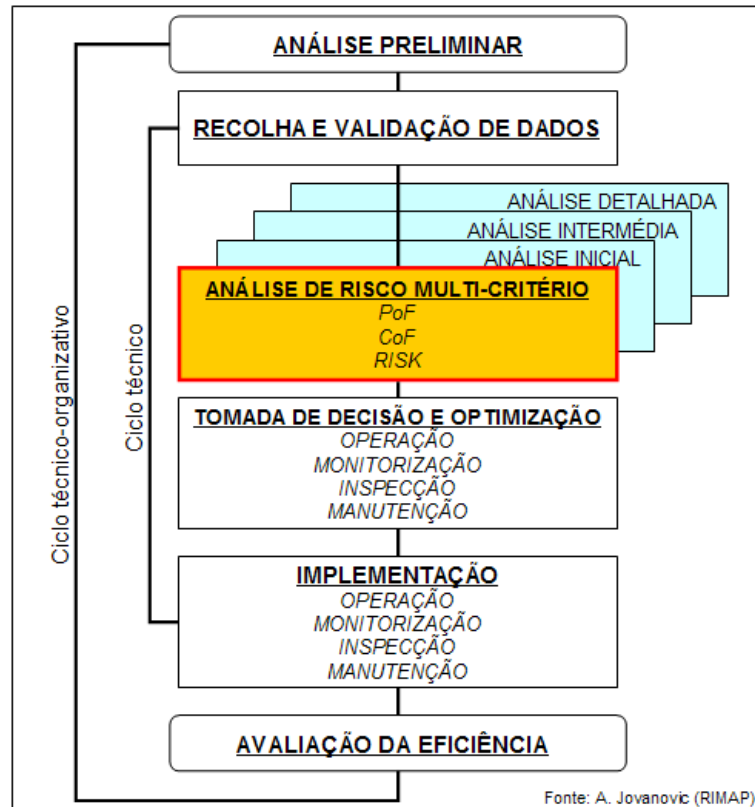 ANÁLISE PRELIMINAR
RECOLHA E VALIDAÇÃO DE DADOS
ANÁLISE DETALHADA
ANÁLISE INTERMÉDIA
ANÁLISE INICIAL
ANÁLISE DE RISCO MULTI-CRITÉRIO
PoF
CoF
RISK
TOMADA DE DECISÃO E OPTIMIZAÇÃO
OPERAÇÃO
MONITORIZAÇÃO
INSPECÇÃO
MANUTENÇÃO
IMPLEMENTAÇÃO
OPERAÇÃO
MONITORIZAÇÃO
INSPECÇÃO
MANUTENÇÃO
AVALIAÇÃO DA EFICIÊNCIA
Ciclo técnico-organizativo
Ciclo técnico
Fonte: A. Jovanovic (RIMAP)